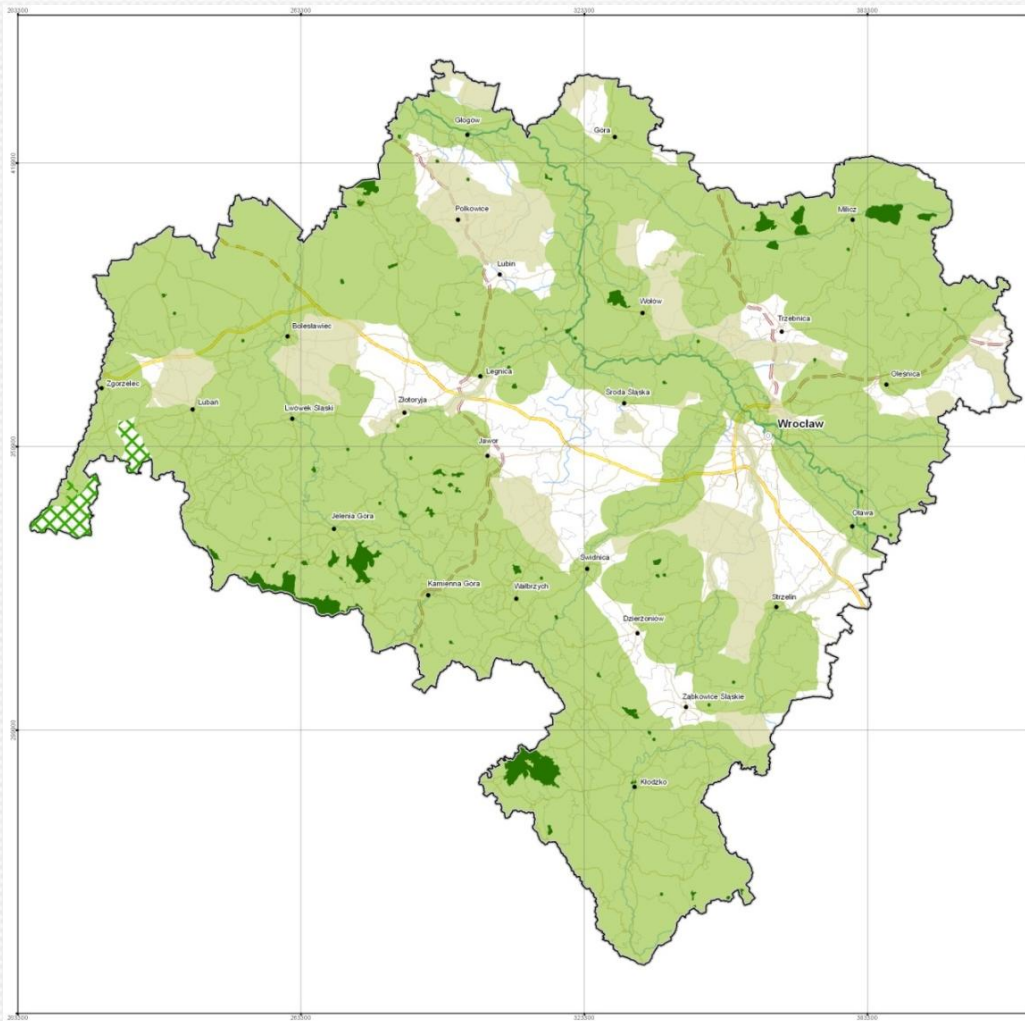 Głogów
Góra
Polkowice
Milicz
Lubin
Wołów
Trzebnica
Bolesławiec
Legnica
Oleśnica
Zgorzelec
Lubań
Złotoryja
Środa Śląska
Lwówek Śląski
Wrocław
Jawor
Jelenia Góra
Oława
Świdnica
Kamienna Góra
Wałbrzych
Strzelin
Dzierżoniów
Ząbkowice Śląskie
Kłodzko